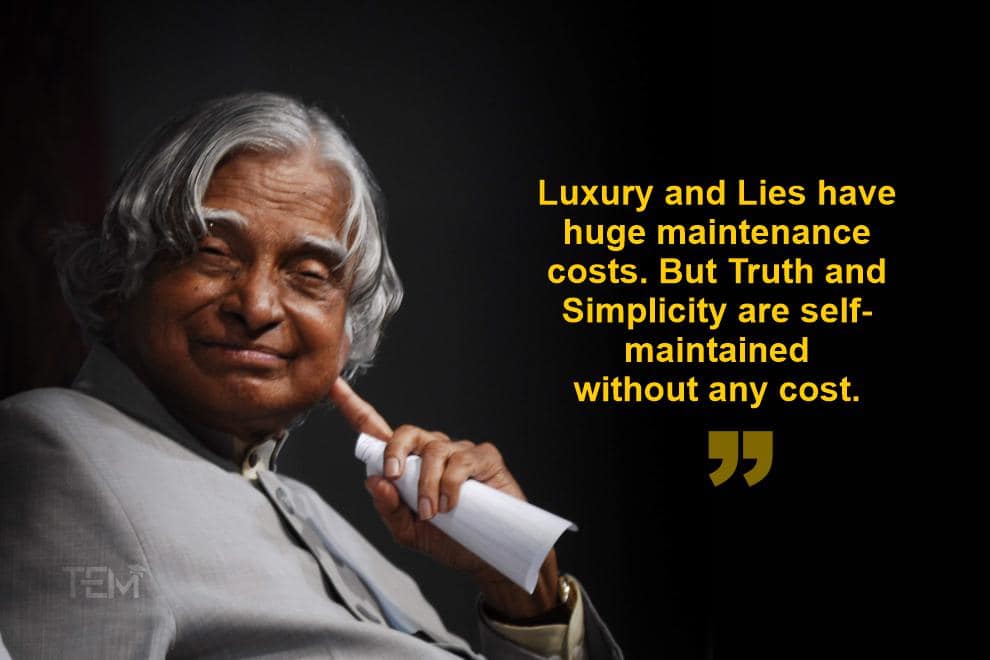 Luxury and Lies have
huge maintenance
costs. But Truth and
Simplicity are self-
maintained
without any cost.
”
TEM